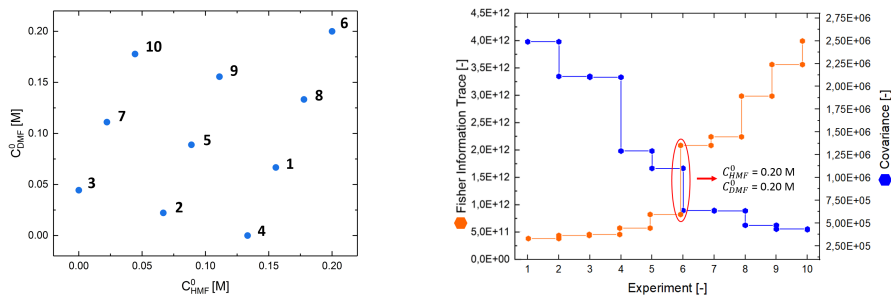 6
10
9
8
7
5
1
3
2
4
0.20
0.15
0.10
0.05
0.00
0.00
0.05
0.10
0.15
0.20
C⁰DMF [M]
C⁰HMF [M]
4,5E+12
4,0E+12
3,5E+12
3,0E+12
2,5E+12
2,0E+12
1,5E+12
1,0E+12
5,0E+11
0,0E+00
Fisher Information Trace [-]
1 2 3 4 5 6 7 8 9 10
Experiment [-]
C⁰HMF = 0.20 M
C⁰DMF = 0.20 M
2,75E+06
2,50E+06
2,25E+06
2,00E+06
1,75E+06
1,50E+06
1,25E+06
1,00E+06
7,50E+05
5,00E+05
2,50E+05
Covariance [-]